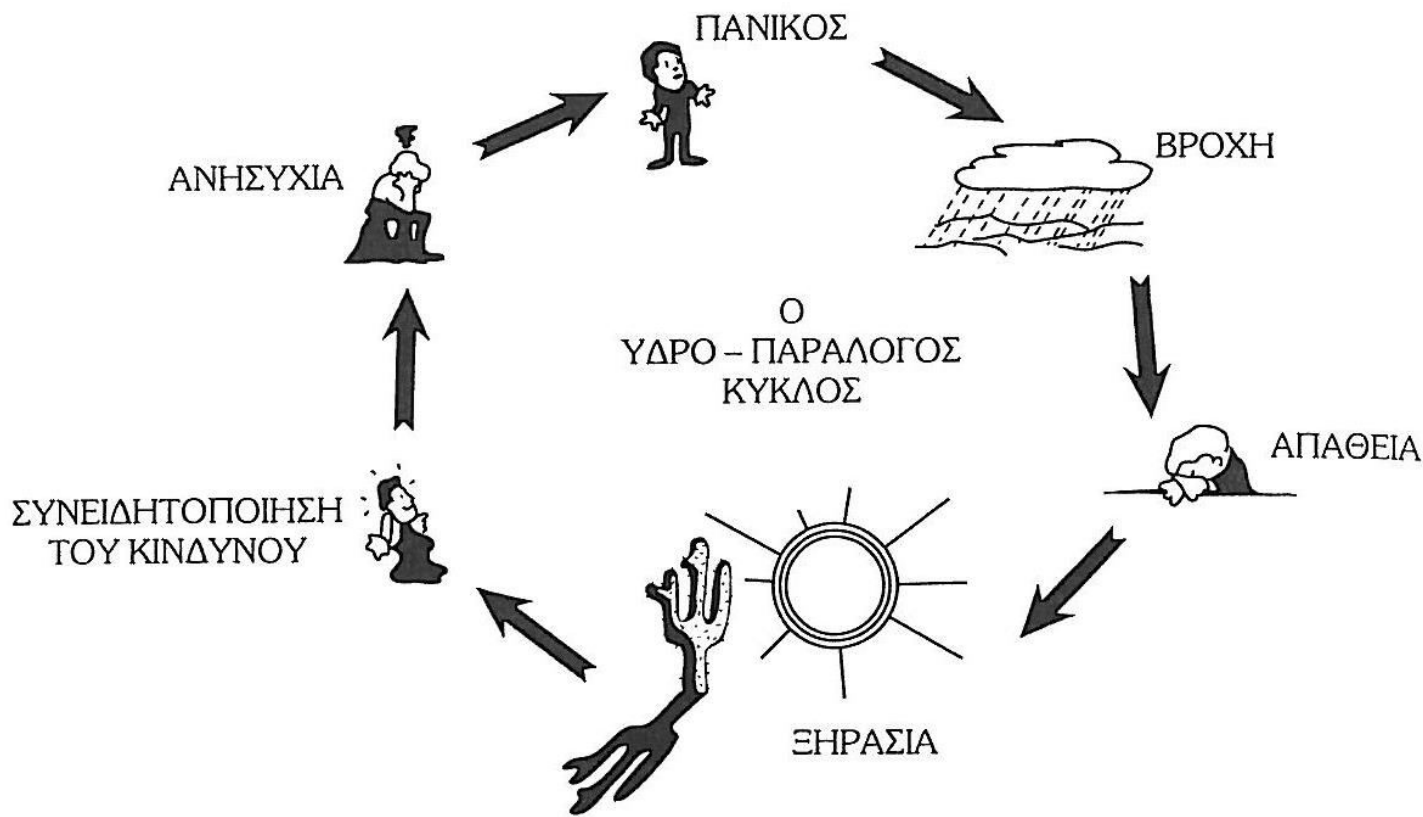 ΠΑΝΙΚΟΣ
ΒΡΟΧΗ
ΑΝΗΣΥΧΙΑ
Ο
ΥΔΡΟ – ΠΑΡΑΛΟΓΟΣ
ΚΥΚΛΟΣ
ΑΠΑΘΕΙΑ
ΣΥΝΕΙΔΗΤΟΠΟΙΗΣΗ
ΤΟΥ ΚΙΝΔΥΝΟΥ
ΞΗΡΑΣΙΑ